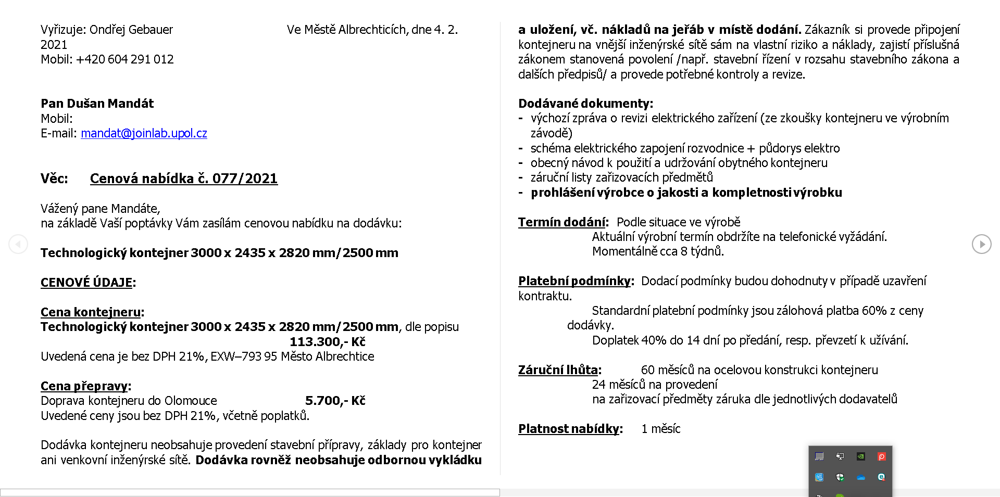 Vyřizuje: Ondřej Gebauer Ve Městě Albrechticích, dne 4. 2.
2021
Mobil: +420 604 291 012
Pan Dušan Mandát
Mobil:
E-mail: mandat@joinlab.upol.cz
Věc: Cenová nabídka č. 077/2021
Vážený pane Mandáte,
na základě Vaší poptávky Vám zasílám cenovou nabídku na dodávku:
Technologický kontejner 3000 x 2435 x 2820 mm/2500 mm
CENOVÉ ÚDAJE:
Cena kontejneru:
Technologický kontejner 3000 x 2435 x 2820 mm/2500 mm, dle popisu
113.300,- Kč
Uvedená cena je bez DPH 21%, EXW–793 95 Město Albrechtice
Cena přepravy:
Doprava kontejneru do Olomouce 5.700,- Kč
Uvedené ceny jsou bez DPH 21%, včetně poplatků.
Dodávka kontejneru neobsahuje provedení stavební přípravy, základy pro kontejner
ani venkovní inženýrské sítě. Dodávka rovněž neobsahuje odbornou vykládku
a uložení, vč. nákladů na jeřáb v místě dodání. Zákazník si provede připojení
kontejneru na vnější inženýrské sítě sám na vlastní riziko a náklady, zajistí příslušná
zákonem stanovená povolení /např. stavební řízení v rozsahu stavebního zákona a
dalších předpisů/ a provede potřebné kontroly a revize.
Dodávané dokumenty:
- výchozí zpráva o revizi elektrického zařízení (ze zkoušky kontejneru ve výrobním
závodě)
- schéma elektrického zapojení rozvodnice + půdorys elektro
- obecný návod k použití a udržování obytného kontejneru
- záruční listy zařizovacích předmětů
- prohlášení výrobce o jakosti a kompletnosti výrobku
Termín dodání: Podle situace ve výrobě
Aktuální výrobní termín obdržíte na telefonické vyžádání.
Momentálně cca 8 týdnů.
Platební podmínky: Dodací podmínky budou dohodnuty v případě uzavření
kontraktu.
Standardní platební podmínky jsou zálohová platba 60% z ceny
dodávky.
Doplatek 40% do 14 dní po předání, resp. převzetí k užívání.
Záruční lhůta: 60 měsíců na ocelovou konstrukci kontejneru
24 měsíců na provedení
na zařizovací předměty záruka dle jednotlivých dodavatelů
Platnost nabídky: 1 měsíc